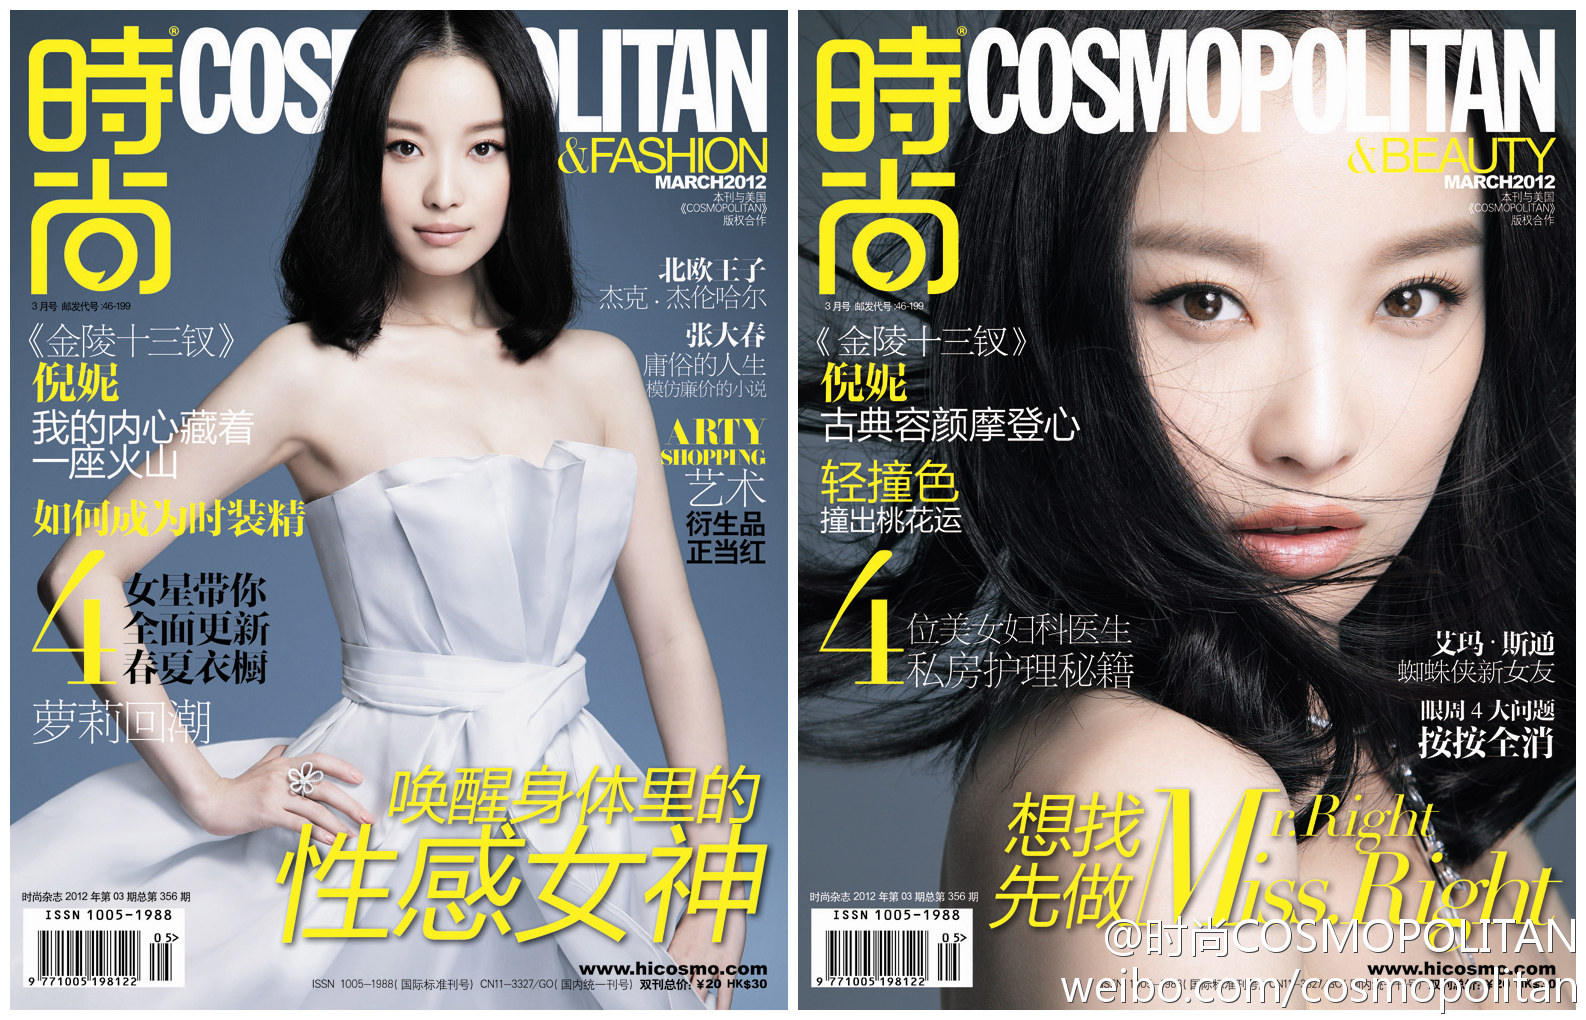 時尚®
COSMOPOLITAN
&FASHION
MARCH2012
本刊与美国
《COSMOPOLITAN》
版权合作
3月号 邮发代号:46-199
《金陵十三钗》
倪妮
我的内心藏着
一座火山
如何成为时装精
4 女星带你
全面更新
春夏衣橱
萝莉回潮
北欧王子
杰克·杰伦哈尔
张大春
庸俗的人生
模仿廉价的小说
ARTY
SHOPPING
艺术
衍生品
正当红
唤醒身体里的
性感女神
时尚杂志 2012 年第 03 期总第 356 期
ISSN 1005-1988
05>
9 771005 198122
www.hicosmo.com
ISSN 1005-1988(国际标准刊号) CN11-3327/GO(国内统一刊号) 双刊总价:¥20 HK$30
時尚®
COSMOPOLITAN
&BEAUTY
MARCH2012
本刊与美国
《COSMOPOLITAN》
版权合作
3月号 邮发代号:46-199
《金陵十三钗》
倪妮
古典容颜摩登心
轻撞色
撞出桃花运
4 位美女妇科医生
私房护理秘籍
艾玛·斯通
蜘蛛侠新女友
眼周 4 大问题
按按全消
想找 Mr.Right
先做 Miss.Right
时尚杂志 2012 年第 03 期总第 356 期
ISSN 1005-1988
05>
9 771005 198122
@时尚COSMOPOLITAN
www.hicosmo.com
weibo.com/cosmopolitan